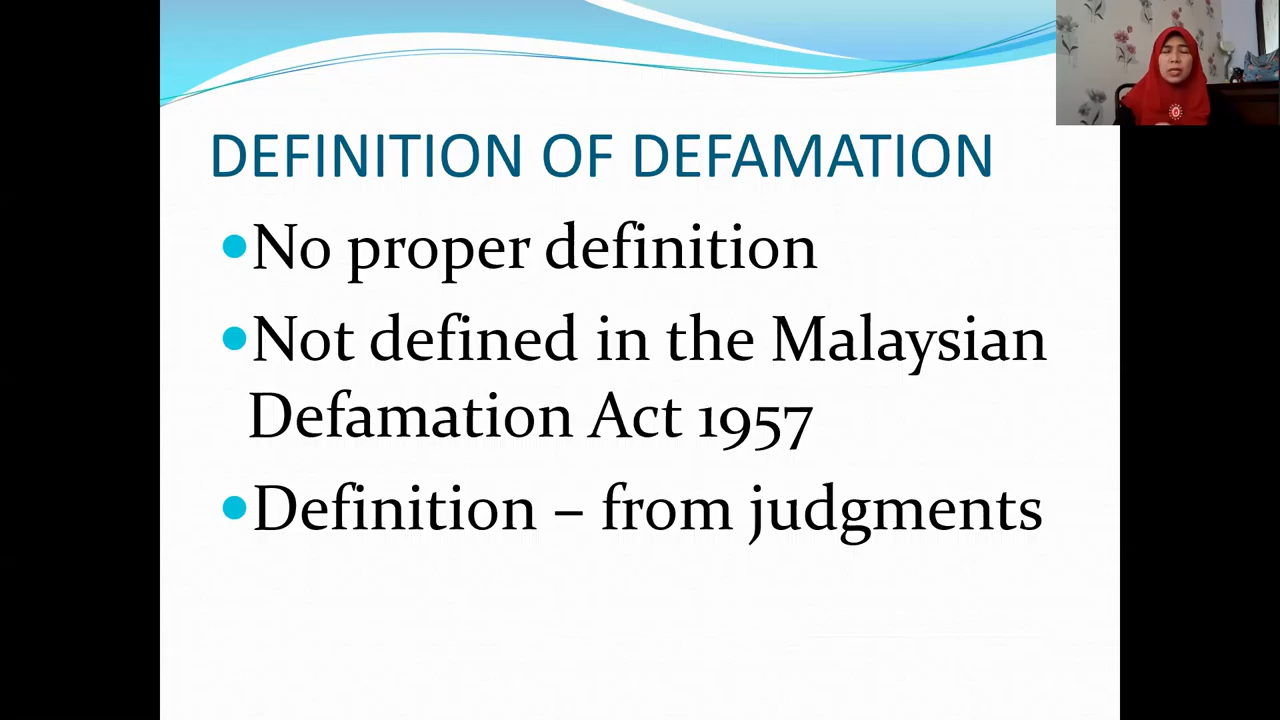 DEFINITION OF DEFAMATION
•No proper definition
•Not defined in the Malaysian
Defamation Act 1957
•Definition – from judgments